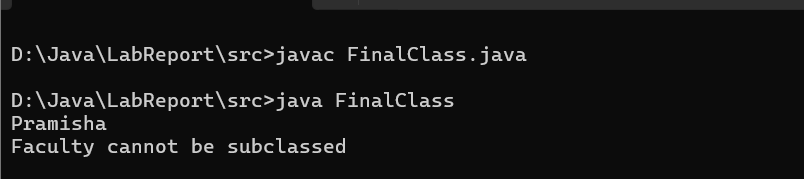 D:\Java\LabReport\src>javac FinalClass.java
D:\Java\LabReport\src>java FinalClass
Pramisha
Faculty cannot be subclassed